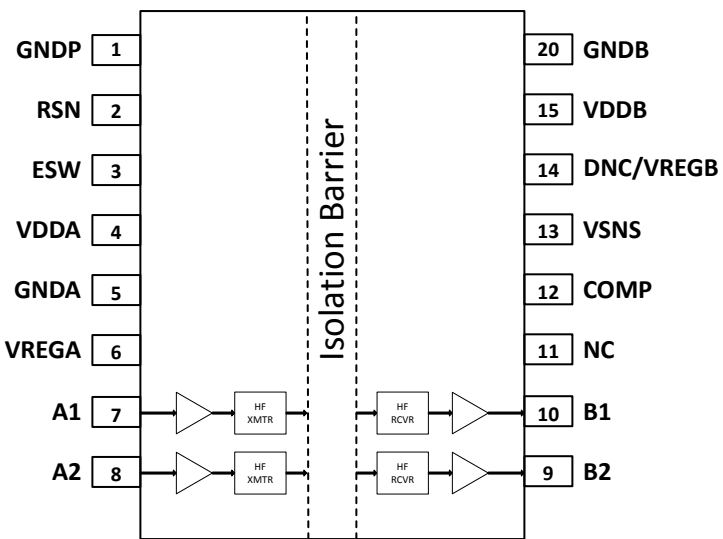 GNDP 1
20 GNDB
RSN 2
15 VDDB
ESW 3
14 DNC/VREGB
VDDA 4
13 VSNS
GNDA 5
12 COMP
VREGA 6
11 NC
Isolation Barrier
A1 7
HF
XMTR
HF
RCVR
10 B1
A2 8
HF
XMTR
HF
RCVR
9 B2